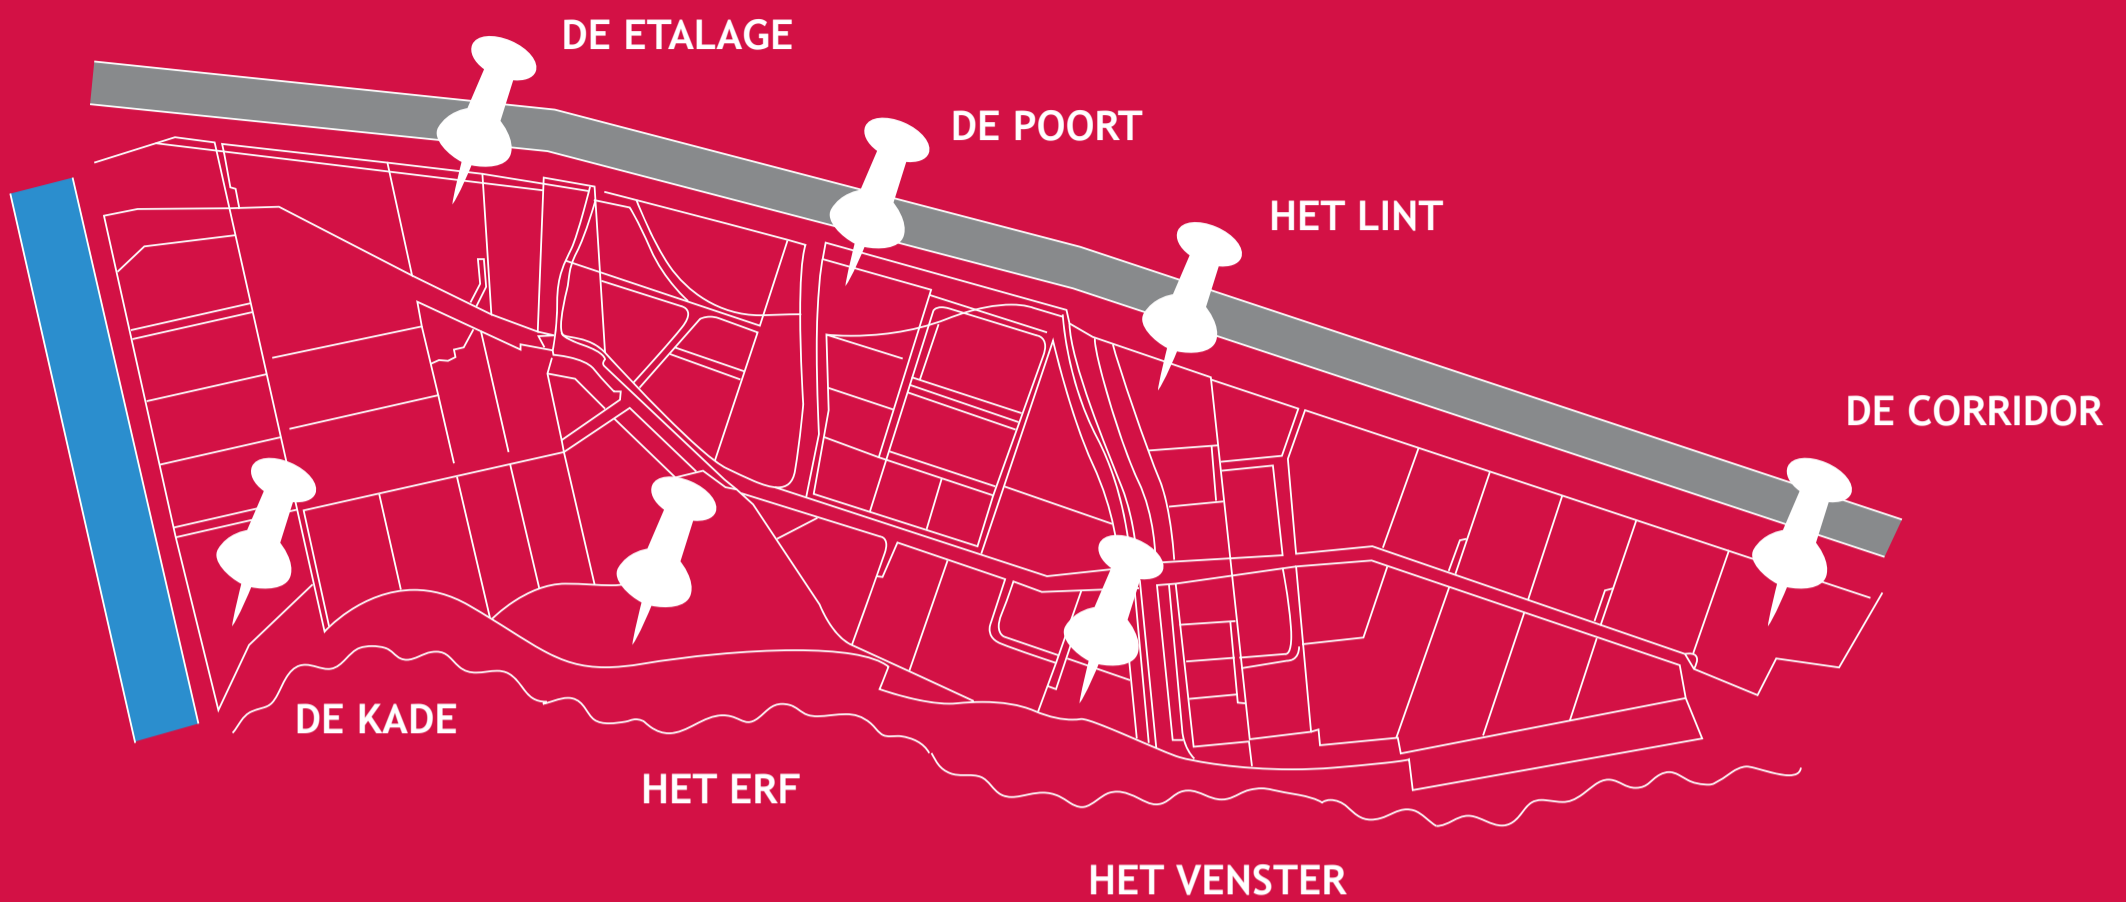 DE ETALAGE
DE POORT
HET LINT
DE CORRIDOR
DE KADE
HET ERF
HET VENSTER